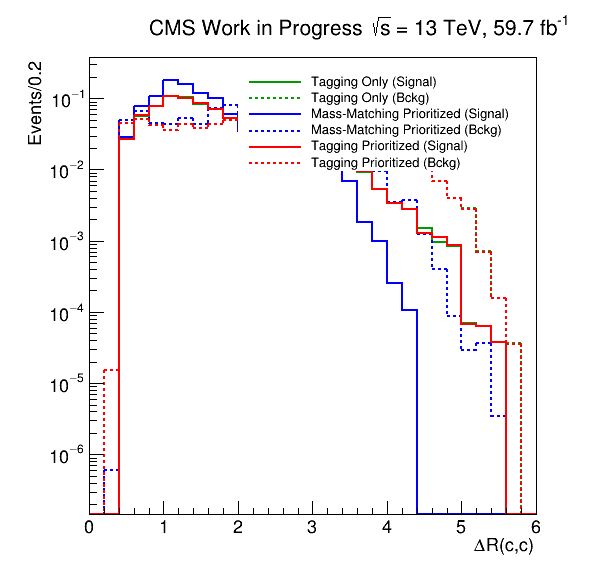 CMS Work in Progress √s = 13 TeV, 59.7 fb⁻¹
Events/0.2
Tagging Only (Signal)
Tagging Only (Bckg)
Mass-Matching Prioritized (Signal)
Mass-Matching Prioritized (Bckg)
Tagging Prioritized (Signal)
Tagging Prioritized (Bckg)
10⁻¹
10⁻²
10⁻³
10⁻⁴
10⁻⁵
10⁻⁶
0 1 2 3 4 5 6
ΔR(c,c)